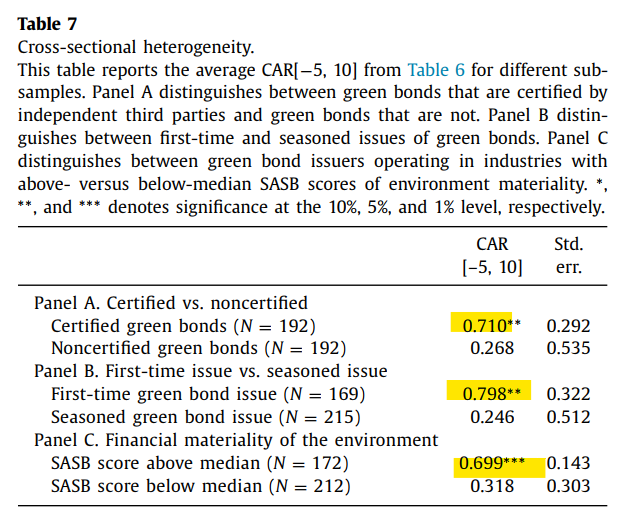 Table 7
Cross-sectional heterogeneity.
This table reports the average CAR[−5, 10] from Table 6 for different sub-
samples. Panel A distinguishes between green bonds that are certified by
independent third parties and green bonds that are not. Panel B distin-
guishes between first-time and seasoned issues of green bonds. Panel C
distinguishes between green bond issuers operating in industries with
above- versus below-median SASB scores of environment materiality. *,
**, and *** denotes significance at the 10%, 5%, and 1% level, respectively.
CAR Std.
[−5, 10] err.
Panel A. Certified vs. noncertified
Certified green bonds (N = 192) 0.710** 0.292
Noncertified green bonds (N = 192) 0.268 0.535
Panel B. First-time issue vs. seasoned issue
First-time green bond issue (N = 169) 0.798** 0.322
Seasoned green bond issue (N = 215) 0.246 0.512
Panel C. Financial materiality of the environment
SASB score above median (N = 172) 0.699*** 0.143
SASB score below median (N = 212) 0.318 0.303